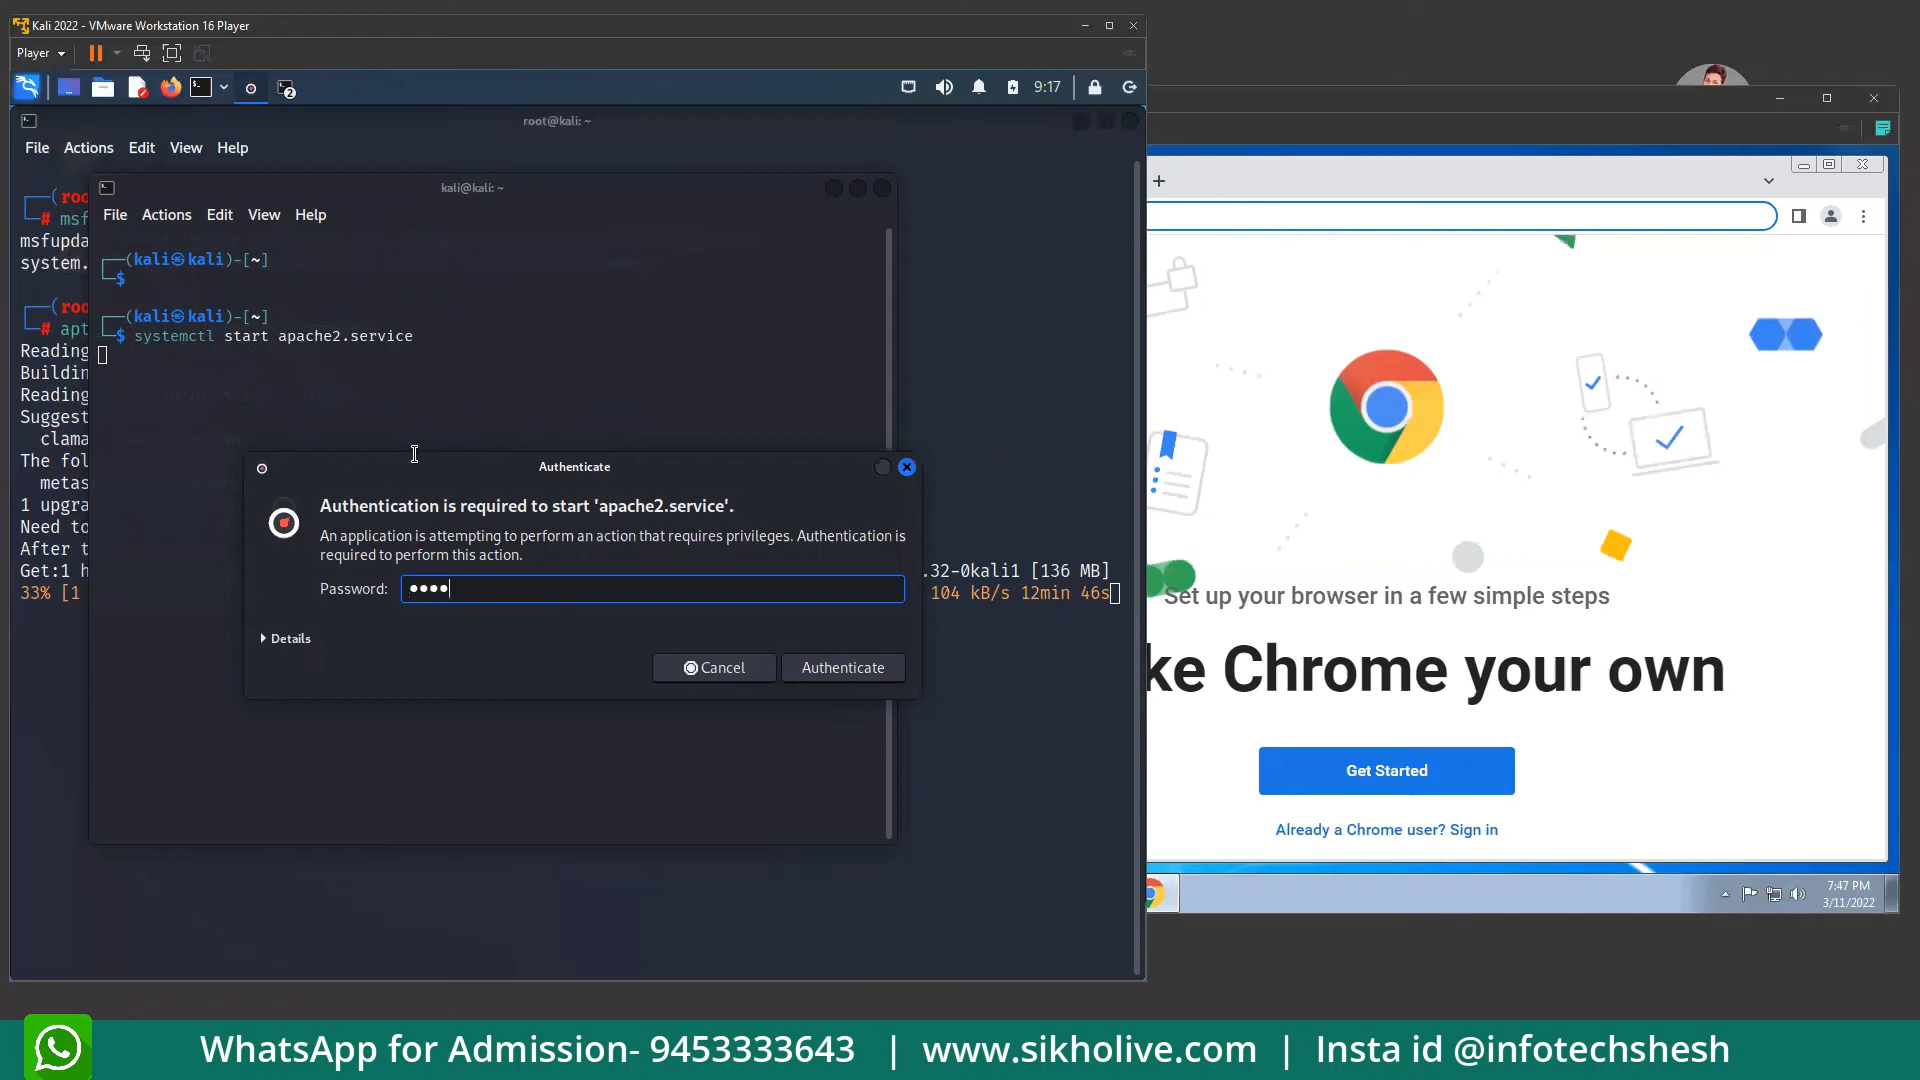 Kali 2022 - VMware Workstation 16 Player
Player
9:17
root@kali: ~
File Actions Edit View Help
┌──(roo
└─# msf
msfupda
system.
┌──(roo
└─# apt
Reading
Buildin
Reading
Suggest
clama
The fol
metas
1 upgra
Need to
After t
Get:1 h
33% [1
.32-0kali1 [136 MB]
104 kB/s 12min 46s
kali@kali: ~
File Actions Edit View Help
┌──(kali㉿kali)-[~]
└─$
┌──(kali㉿kali)-[~]
└─$ systemctl start apache2.service
Authenticate
Authentication is required to start 'apache2.service'.
An application is attempting to perform an action that requires privileges. Authentication is
required to perform this action.
Password: ●●●●
Details
Cancel Authenticate
Set up your browser in a few simple steps
ke Chrome your own
Get Started
Already a Chrome user? Sign in
7:47 PM
3/11/2022
WhatsApp for Admission- 9453333643 | www.sikholive.com | Insta id @infotechshesh